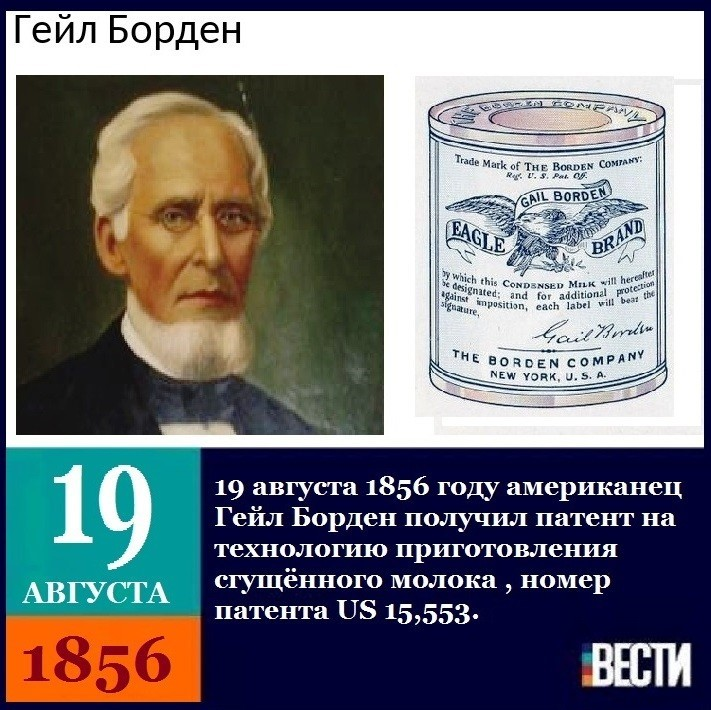 Гейл Борден
THE BORDEN COMPANY
Trade Mark of THE BORDEN COMPANY:
Reg. U. S. Pat. Off.
GAIL BORDEN
EAGLE BRAND
by which this CONDENSED MILK will hereafter
be designated; and for additional protection
against imposition, each label will bear the
signature,
Gail Borden
THE BORDEN COMPANY
NEW YORK, U. S. A.
19
АВГУСТА
1856
19 августа 1856 году американец
Гейл Борден получил патент на
технологию приготовления
сгущённого молока , номер
патента US 15,553.
ВЕСТИ